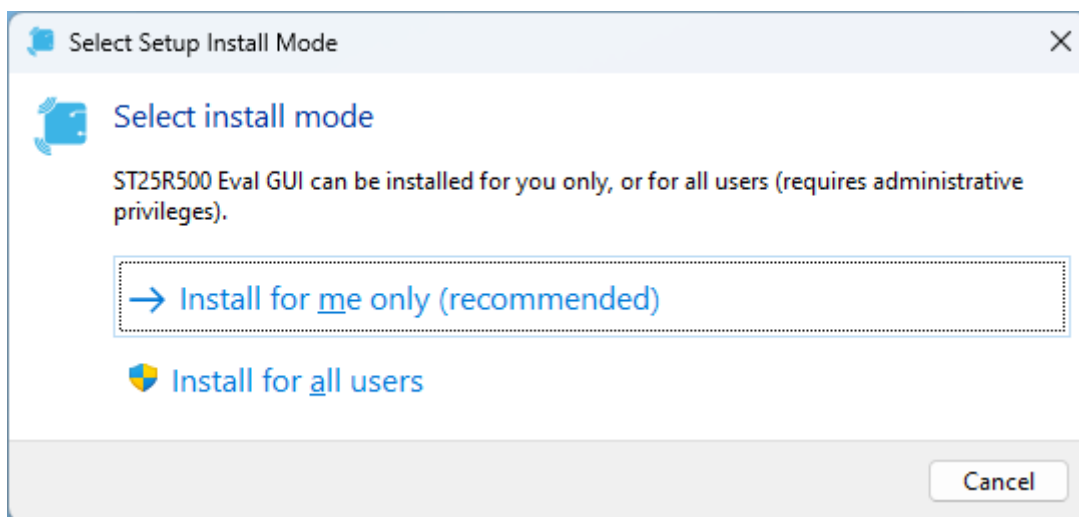 Select Setup Install Mode
Select install mode
ST25R500 Eval GUI can be installed for you only, or for all users (requires administrative
privileges).
Install for me only (recommended)
Install for all users
Cancel